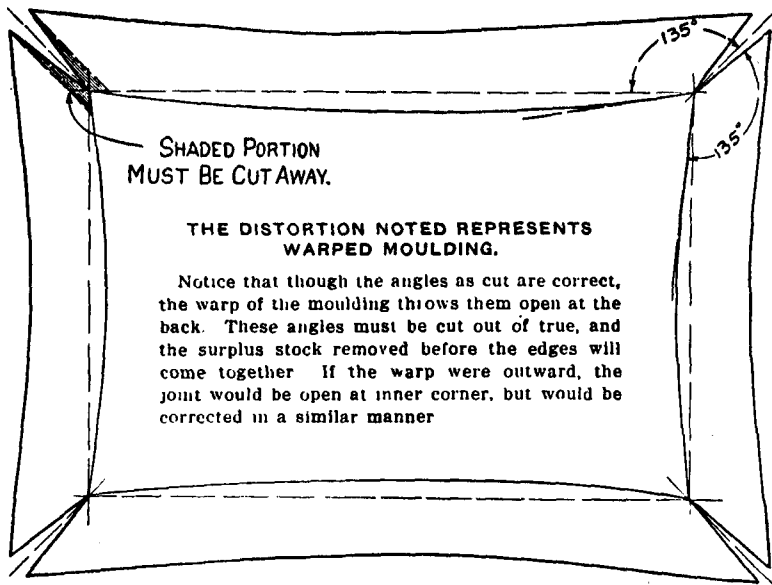 135°
135°
SHADED PORTION
MUST BE CUT AWAY.
THE DISTORTION NOTED REPRESENTS
WARPED MOULDING.
Notice that though the angles as cut are correct,
the warp of the moulding throws them open at the
back. These angles must be cut out of true, and
the surplus stock removed before the edges will
come together If the warp were outward, the
joint would be open at inner corner, but would be
corrected in a similar manner